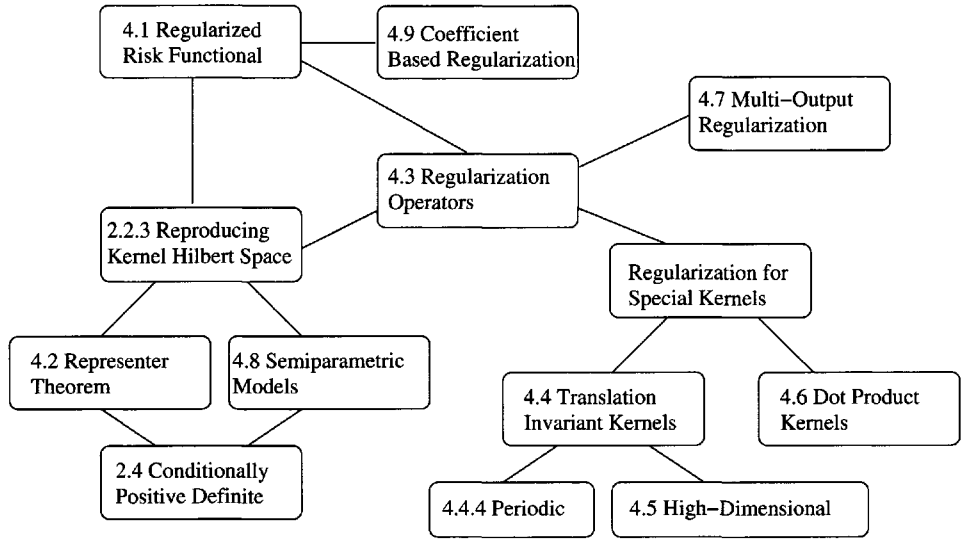 4.1 Regularized
Risk Functional
4.9 Coefficient
Based Regularization
4.7 Multi−Output
Regularization
4.3 Regularization
Operators
2.2.3 Reproducing
Kernel Hilbert Space
Regularization for
Special Kernels
4.2 Representer
Theorem
4.8 Semiparametric
Models
4.4 Translation
Invariant Kernels
4.6 Dot Product
Kernels
2.4 Conditionally
Positive Definite
4.4.4 Periodic
4.5 High−Dimensional